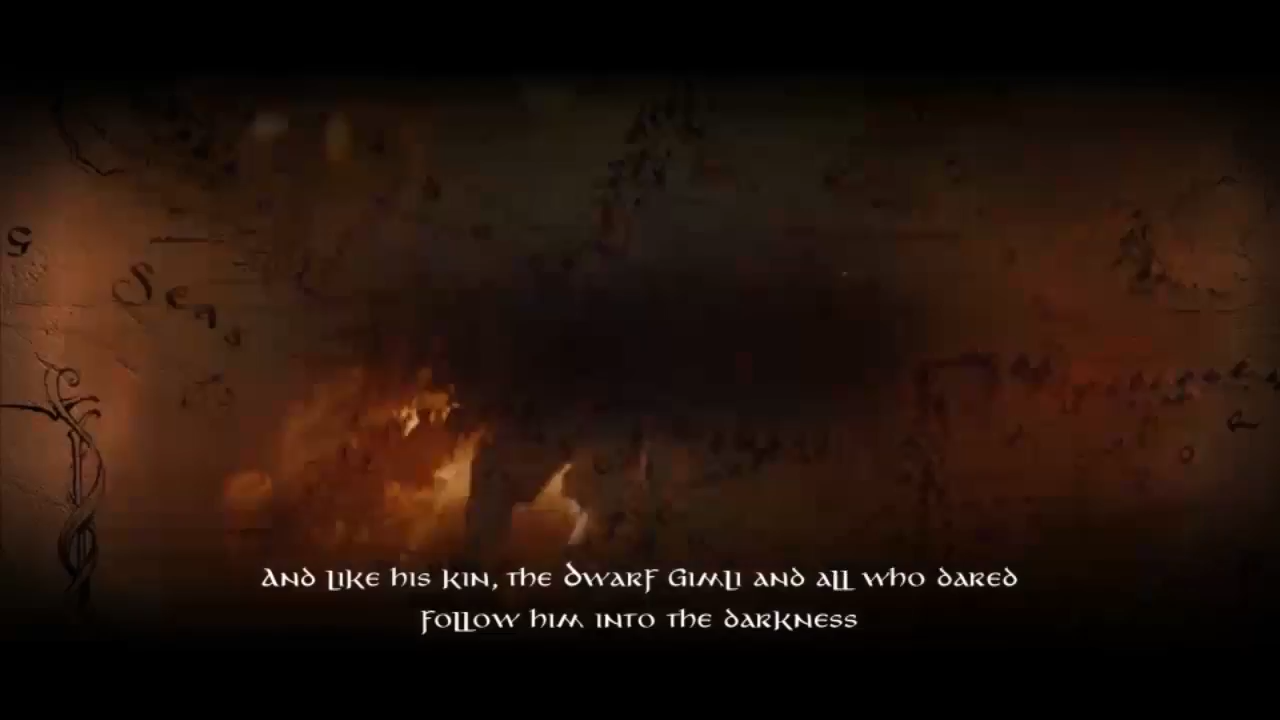 And like his kin, the Dwarf Gimli and all who dared
follow him into the darkness